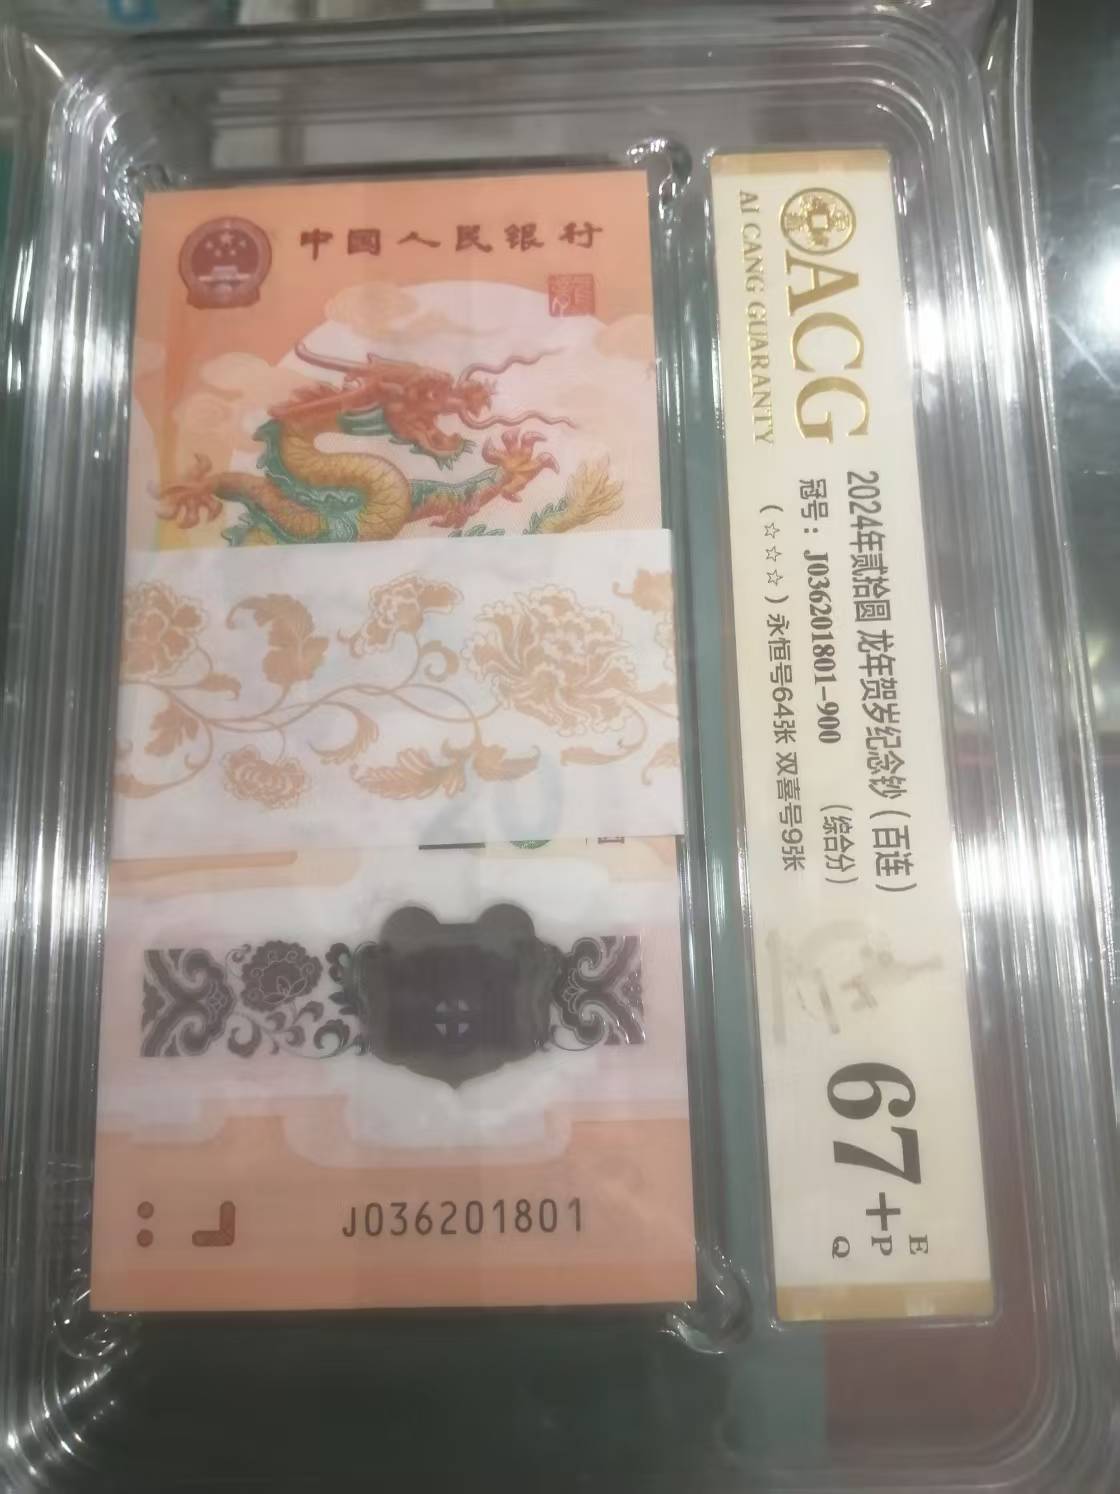 中国人民银行
20
J036201801
ACG
AI CANG GUARANTY
2024年贰拾圆 龙年贺岁纪念钞（百连）
冠号：J036201801-900 （综合分）
（☆☆☆）永恒号64张 双喜号9张
67+
E
P
Q